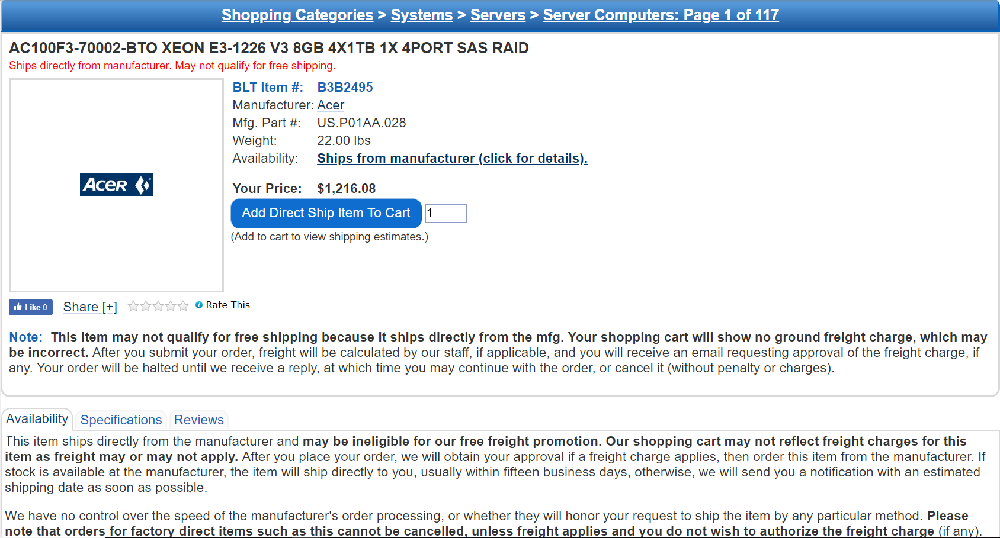 Shopping Categories > Systems > Servers > Server Computers: Page 1 of 117
AC100F3-70002-BTO XEON E3-1226 V3 8GB 4X1TB 1X 4PORT SAS RAID
Ships directly from manufacturer. May not qualify for free shipping.
BLT Item #: B3B2495
Manufacturer: Acer
Mfg. Part #: US.P01AA.028
Weight: 22.00 lbs
Availability: Ships from manufacturer (click for details).
ACER
Your Price: $1,216.08
Add Direct Ship Item To Cart 1
(Add to cart to view shipping estimates.)
Like 0 Share [+] Rate This
Note: This item may not qualify for free shipping because it ships directly from the mfg. Your shopping cart will show no ground freight charge, which may
be incorrect. After you submit your order, freight will be calculated by our staff, if applicable, and you will receive an email requesting approval of the freight charge, if
any. Your order will be halted until we receive a reply, at which time you may continue with the order, or cancel it (without penalty or charges).
Availability Specifications Reviews
This item ships directly from the manufacturer and may be ineligible for our free freight promotion. Our shopping cart may not reflect freight charges for this
item as freight may or may not apply. After you place your order, we will obtain your approval if a freight charge applies, then order this item from the manufacturer. If
stock is available at the manufacturer, the item will ship directly to you, usually within fifteen business days, otherwise, we will send you a notification with an estimated
shipping date as soon as possible.
We have no control over the speed of the manufacturer's order processing, or whether they will honor your request to ship the item by any particular method. Please
note that orders for factory direct items such as this cannot be cancelled, unless freight applies and you do not wish to authorize the freight charge (if any).